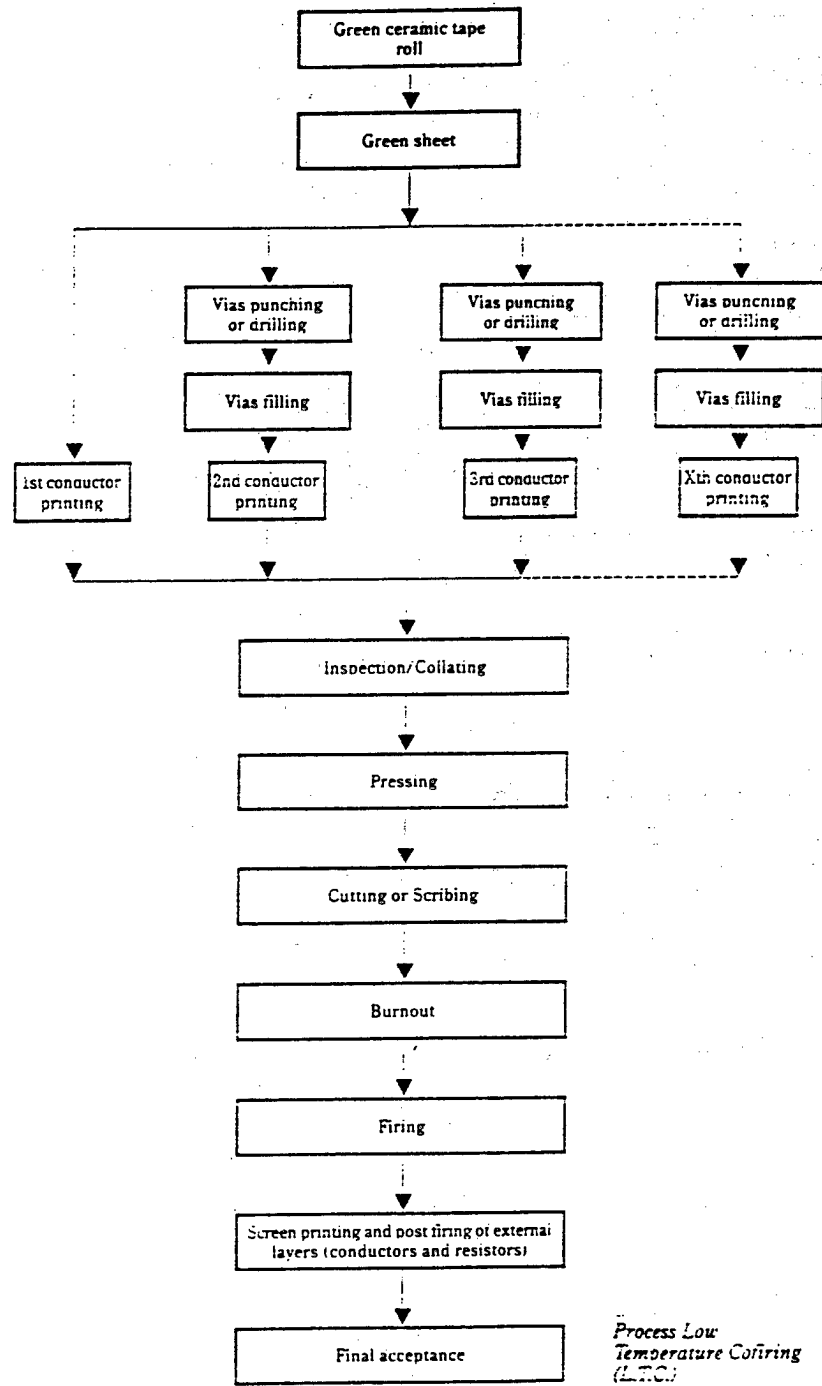 Green ceramic tape
roll
Green sheet
Vias punching
or drilling
Vias punching
or drilling
Vias punching
or drilling
Vias filling
Vias filling
Vias filling
1st conductor
printing
2nd conductor
printing
3rd conductor
printing
Xth conductor
printing
Inspection/Collating
Pressing
Cutting or Scribing
Burnout
Firing
Screen printing and post firing of external
layers (conductors and resistors)
Final acceptance
Process Low
Temperature Cofiring
(L.T.C.)